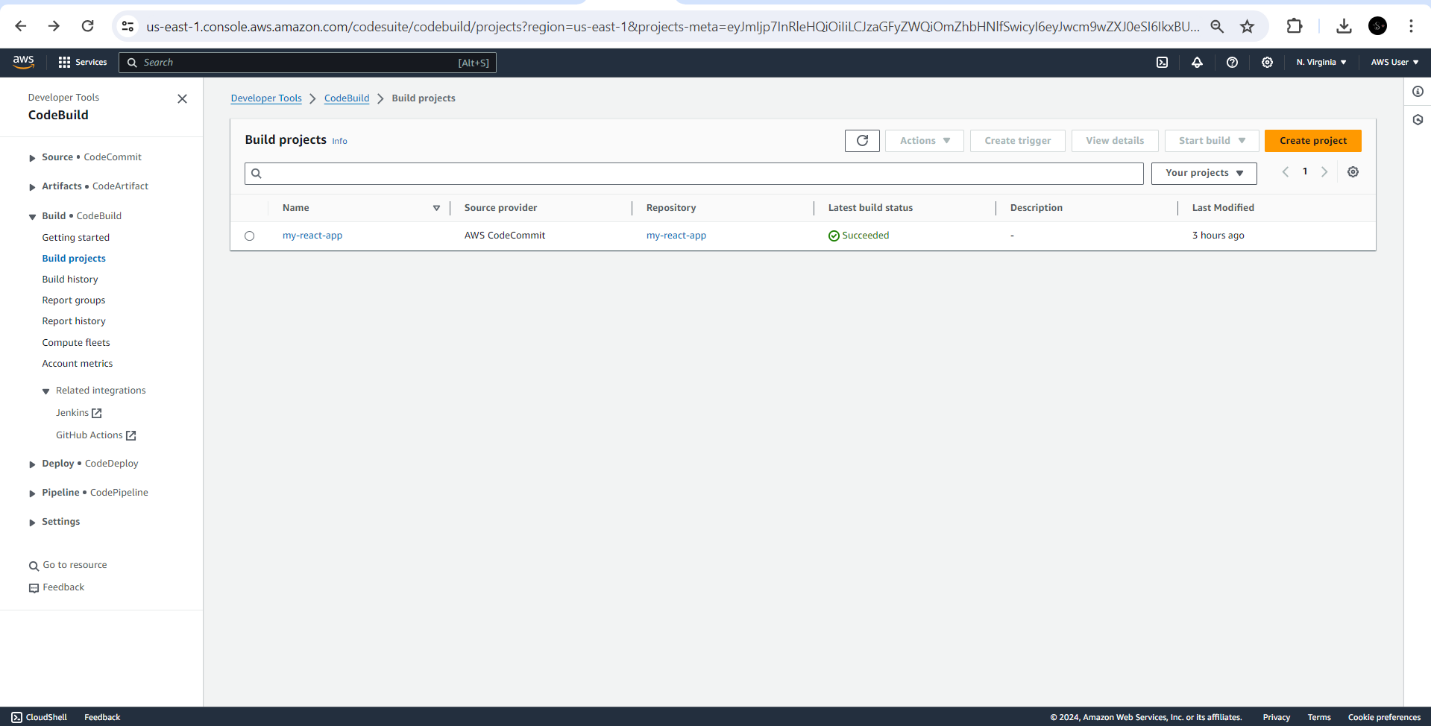 us-east-1.console.aws.amazon.com/codesuite/codebuild/projects?region=us-east-1&projects-meta=eyJmIjp7InRleHQiOiIiLCJzaGFyZWQiOmZhbHNlfSwicyI6eyJwcm9wZXJ0eSI6IkxBU...
aws Services Search [Alt+S] N. Virginia AWS User
Developer Tools
CodeBuild
Source • CodeCommit
Artifacts • CodeArtifact
Build • CodeBuild
Getting started
Build projects
Build history
Report groups
Report history
Compute fleets
Account metrics
Related integrations
Jenkins
GitHub Actions
Deploy • CodeDeploy
Pipeline • CodePipeline
Settings
Go to resource
Feedback
Developer Tools CodeBuild Build projects
Build projects Info Actions Create trigger View details Start build Create project
Your projects 1
Name Source provider Repository Latest build status Description Last Modified
my-react-app AWS CodeCommit my-react-app Succeeded - 3 hours ago
CloudShell Feedback © 2024, Amazon Web Services, Inc. or its affiliates. Privacy Terms Cookie preferences